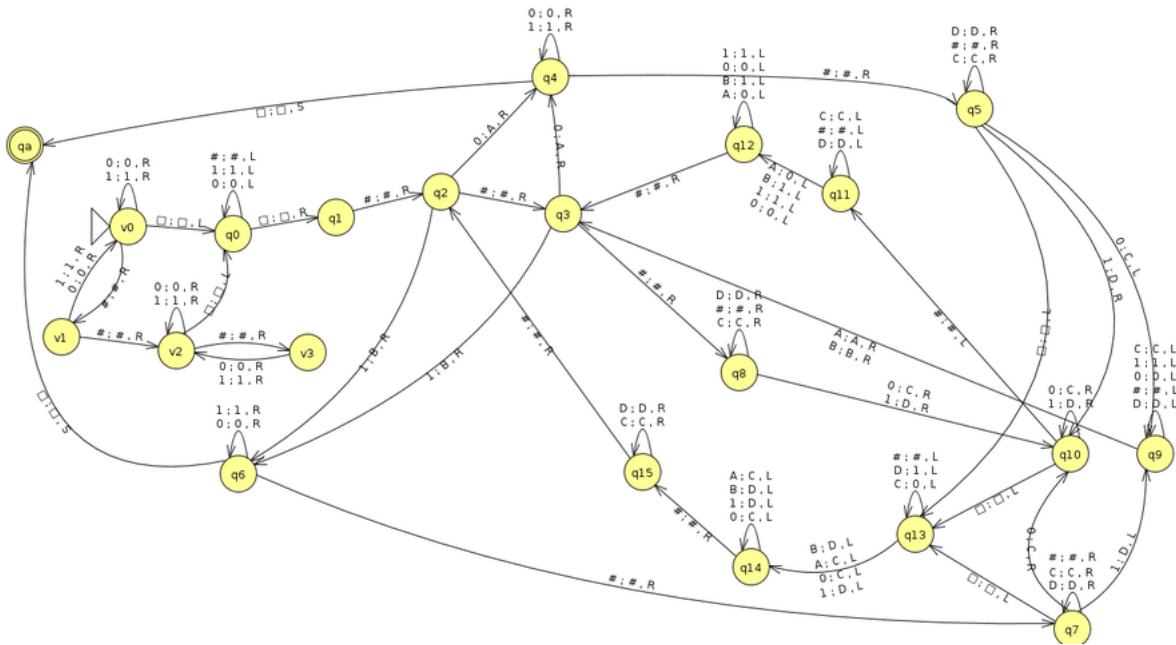 0;0,R
1;1,R
q4
D;D,R
#;#,R
C;C,R
q5
1;1,L
0;0,L
B;1,L
A;0,L
q12
#;#,R
□;□,S
qa
C;C,L
#;#,L
D;D,L
q11
0;A,R
0;A,R
A;0,L
B;1,L
1;1,L
0;0,L
0;0,R
1;1,R
v0
#;#,L
1;1,L
0;0,L
q0
□;□,L
□;□,R
q1
#;#,R
q2
#;#,R
q3
#;#,R
1;1,R
0;0,R
#;#,R
□;□,L
0;C,L
1;D,R
□;□,L
v1
#;#,R
0;0,R
1;1,R
v2
#;#,R
0;0,R
1;1,R
v3
#;#,R
D;D,R
#;#,R
C;C,R
q8
#;#,R
A;A,R
B;B,R
#;#,L
1;B,R
1;B,R
0;C,R
1;D,R
□;□,S
1;1,R
0;0,R
q6
D;D,R
C;C,R
q15
0;C,R
1;D,R
q10
C;C,L
1;1,L
0;0,L
#;#,L
D;D,L
q9
#;#,L
D;1,L
C;0,L
q13
□;□,L
A;C,L
B;D,L
1;D,L
0;C,L
q14
#;#,R
B;D,L
A;C,L
0;C,L
1;D,L
0;C,R
1;D,L
□;□,L
#;#,R
#;#,R
C;C,R
D;D,R
q7